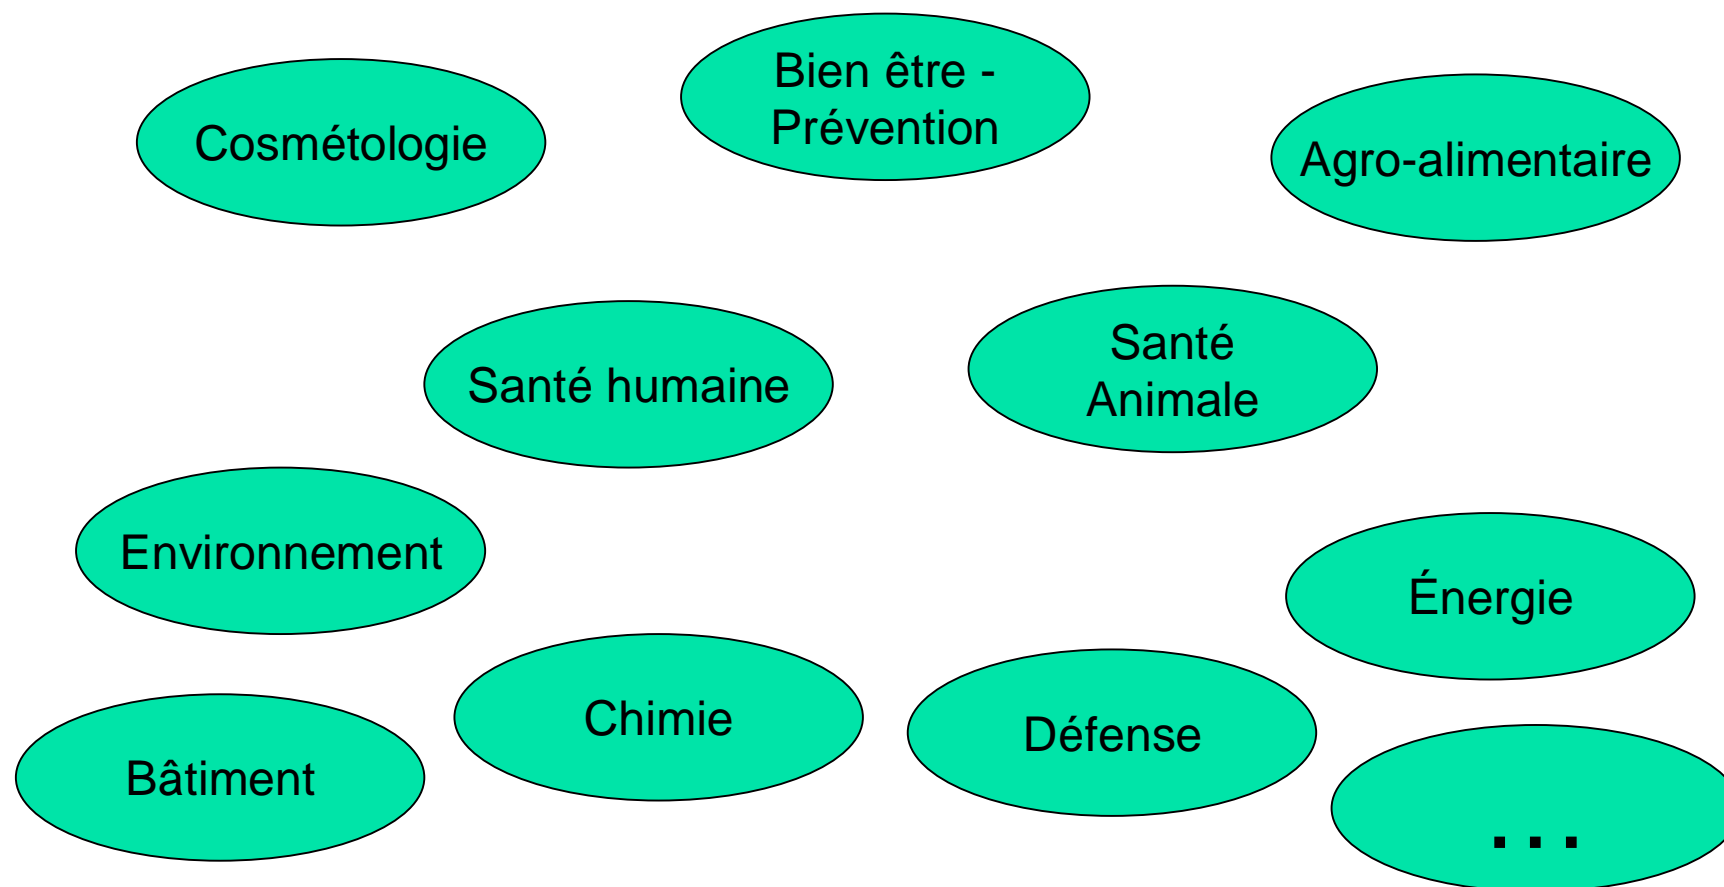 Cosmétologie
Bien être -
Prévention
Agro-alimentaire
Santé humaine
Santé
Animale
Environnement
Énergie
Chimie
Défense
Bâtiment
...